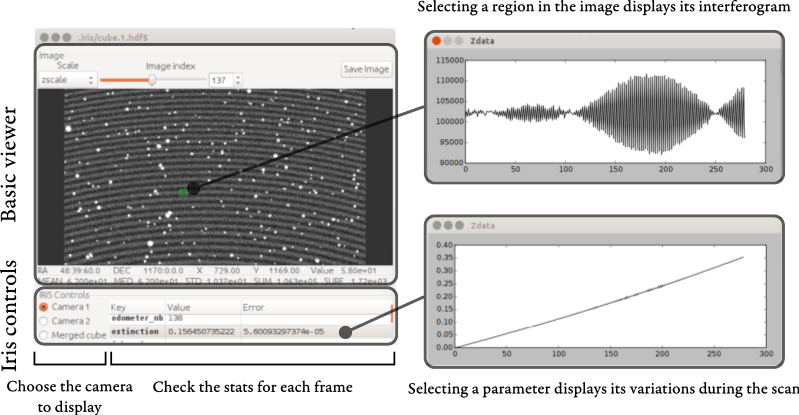 Selecting a region in the image displays its interferogram
.iris/cube.1.hdf5
Image
Scale
Image index
zscale
137
Save Image
Basic viewer
RA 48:39:60.0 DEC 1170:0:0.0 X 729.00 Y 1169.00 Value 5.80e+01
MEAN 6.200e+01 MED 6.200e+01 STD 1.037e+01 SUM 1.063e+05 SURF 1.72e+03
Zdata
115000
110000
105000
100000
95000
90000
0 50 100 150 200 250 300
Iris controls
IRIS Controls
Camera 1
Camera 2
Merged cube
Key Value Error
odometer_nb 138
extinction 0.156450735222 5.60093297374e-05
Zdata
0.40
0.35
0.30
0.25
0.20
0.15
0.10
0.05
0.00
0 50 100 150 200 250 300
Choose the camera
to display
Check the stats for each frame
Selecting a parameter displays its variations during the scan